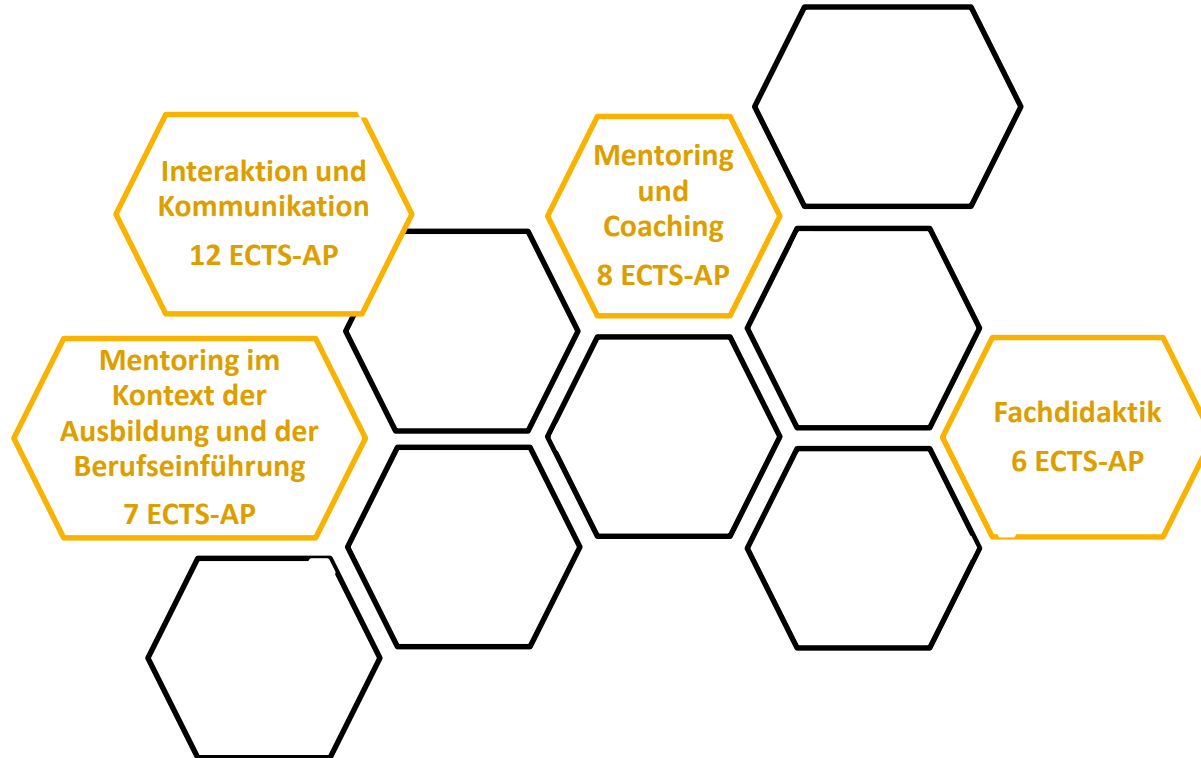 Interaktion und
Kommunikation
12 ECTS-AP
Mentoring
und
Coaching
8 ECTS-AP
Mentoring im
Kontext der
Ausbildung und der
Berufseinführung
7 ECTS-AP
Fachdidaktik
6 ECTS-AP